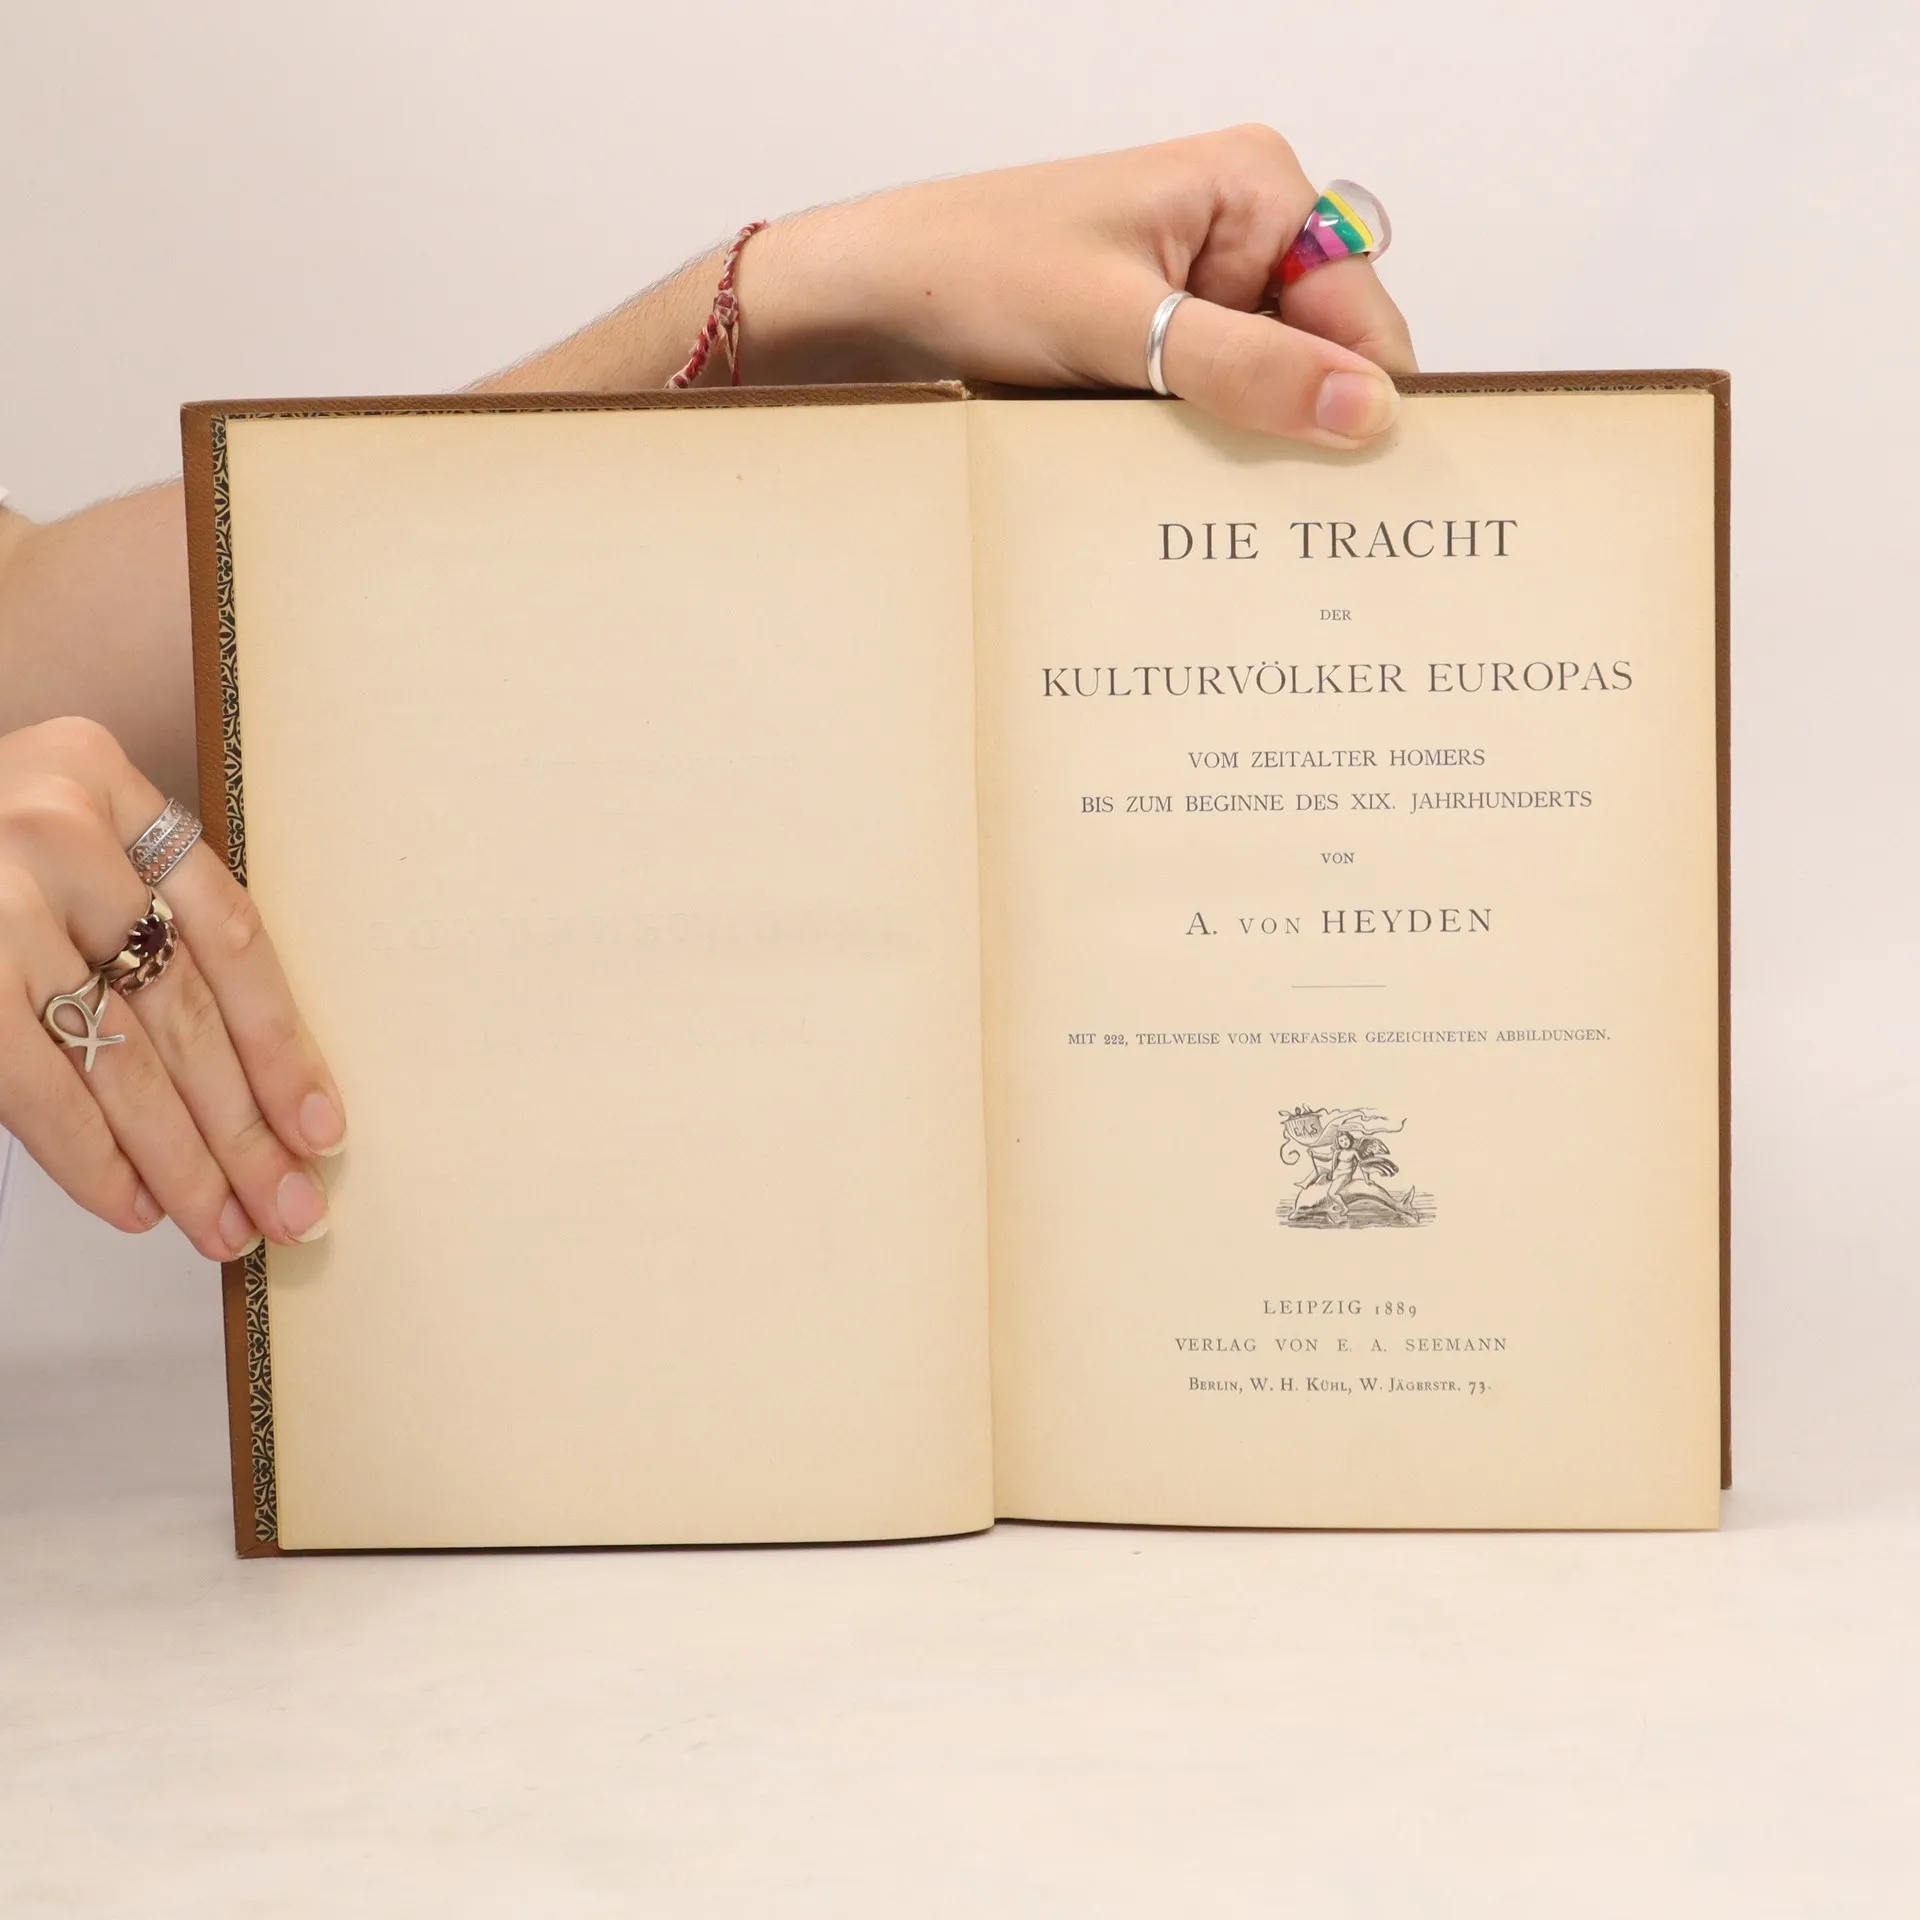 DIE TRACHT
DER
KULTURVÖLKER EUROPAS
VOM ZEITALTER HOMERS
BIS ZUM BEGINNE DES XIX. JAHRHUNDERTS
VON
A. VON HEYDEN
MIT 222, TEILWEISE VOM VERFASSER GEZEICHNETEN ABBILDUNGEN.
E.A.S
LEIPZIG 1889
VERLAG VON E. A. SEEMANN
BERLIN, W. H. KÜHL, W. JÄGERSTR. 73.